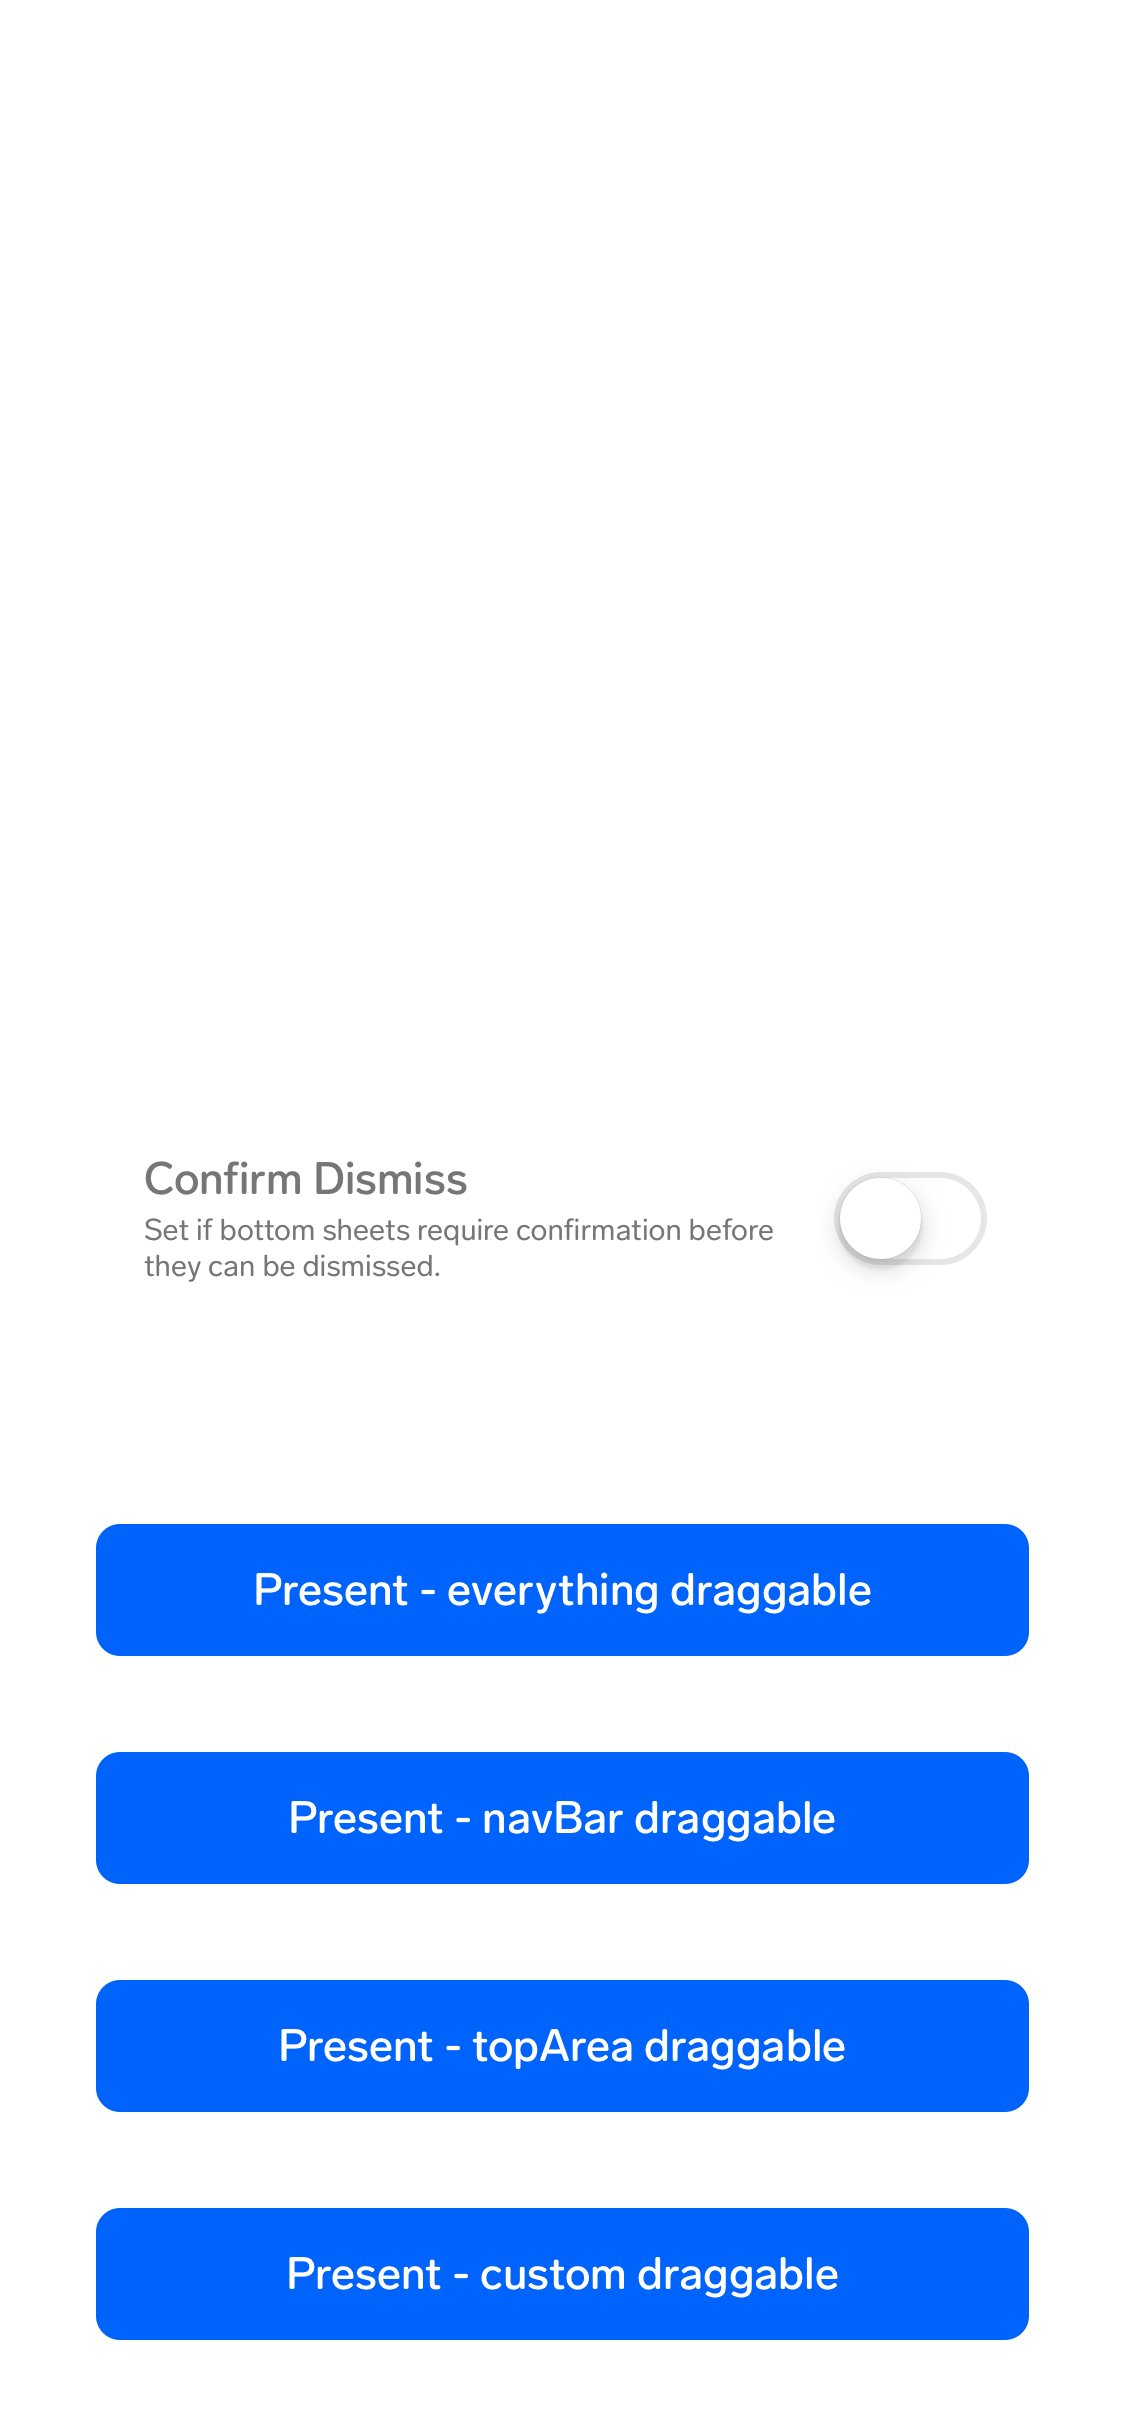 Confirm Dismiss
Set if bottom sheets require confirmation before
they can be dismissed.
Present - everything draggable
Present - navBar draggable
Present - topArea draggable
Present - custom draggable